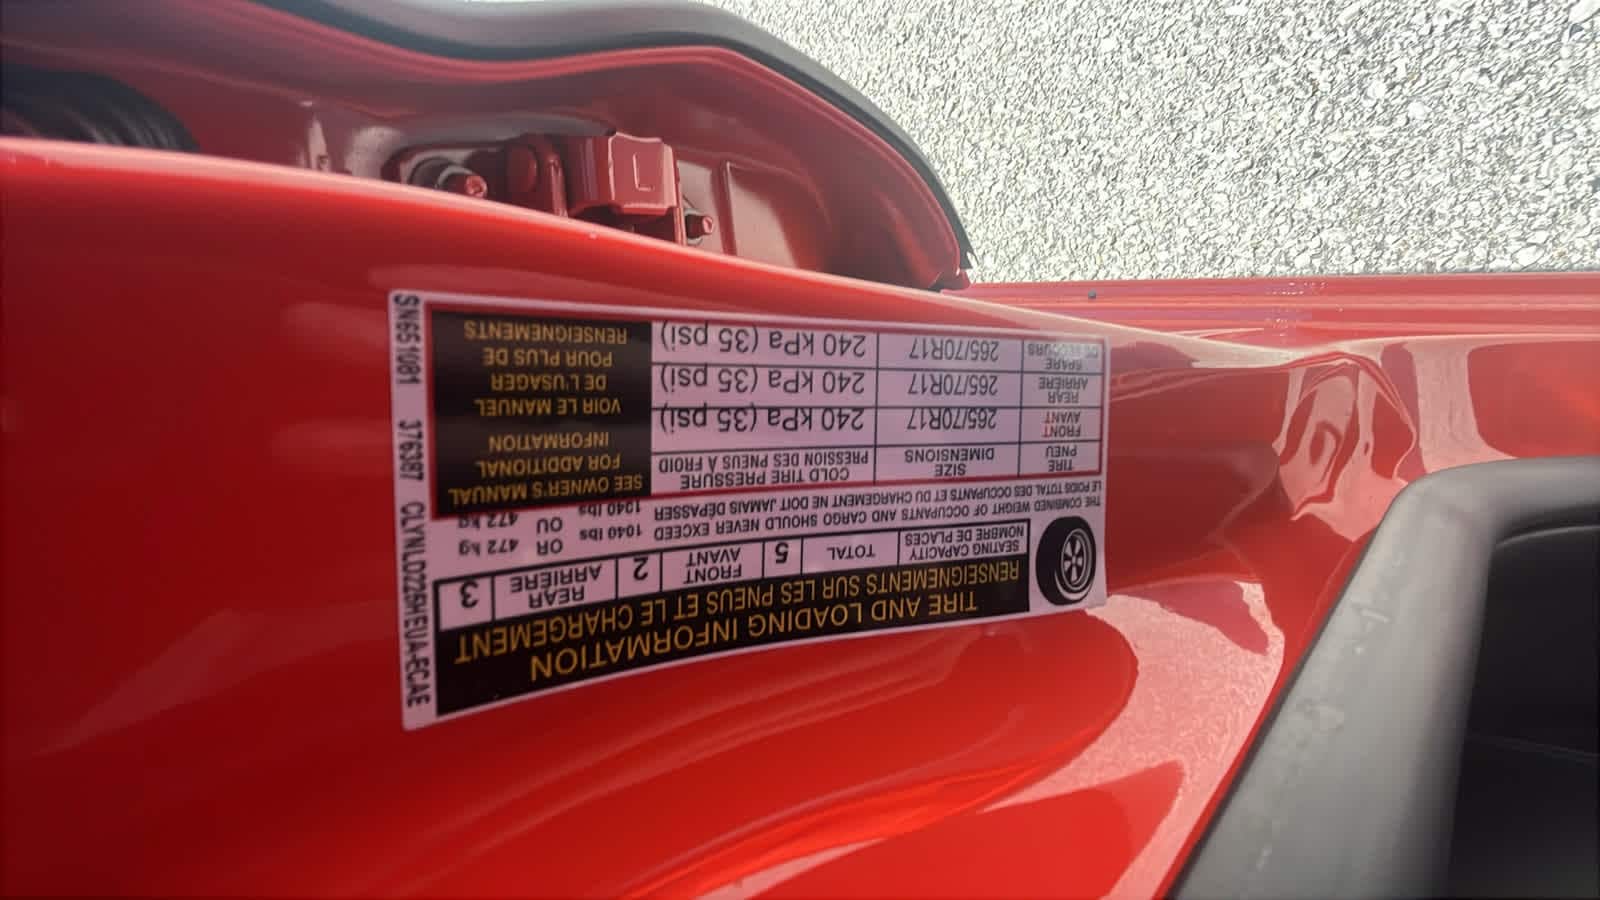 TIRE AND LOADING INFORMATION
RENSEIGNEMENTS SUR LES PNEUS ET LE CHARGEMENT
SEATING CAPACITY
NOMBRE DE PLACES
TOTAL 5
FRONT
AVANT 2
REAR
ARRIÈRE 3
THE COMBINED WEIGHT OF OCCUPANTS AND CARGO SHOULD NEVER EXCEED 1040 lbs OR 472 kg
LE POIDS TOTAL DES OCCUPANTS ET DU CHARGEMENT NE DOIT JAMAIS DÉPASSER 1040 lbs OU 472 kg
TIRE
PNEU
SIZE
DIMENSIONS
COLD TIRE PRESSURE
PRESSION DES PNEUS À FROID
FRONT
AVANT
265/70R17
240 kPa (35 psi)
REAR
ARRIÈRE
265/70R17
240 kPa (35 psi)
SPARE
DE SECOURS
265/70R17
240 kPa (35 psi)
SEE OWNER'S MANUAL
FOR ADDITIONAL
INFORMATION
VOIR LE MANUEL
DE L'USAGER
POUR PLUS DE
RENSEIGNEMENTS
SN651081 376387